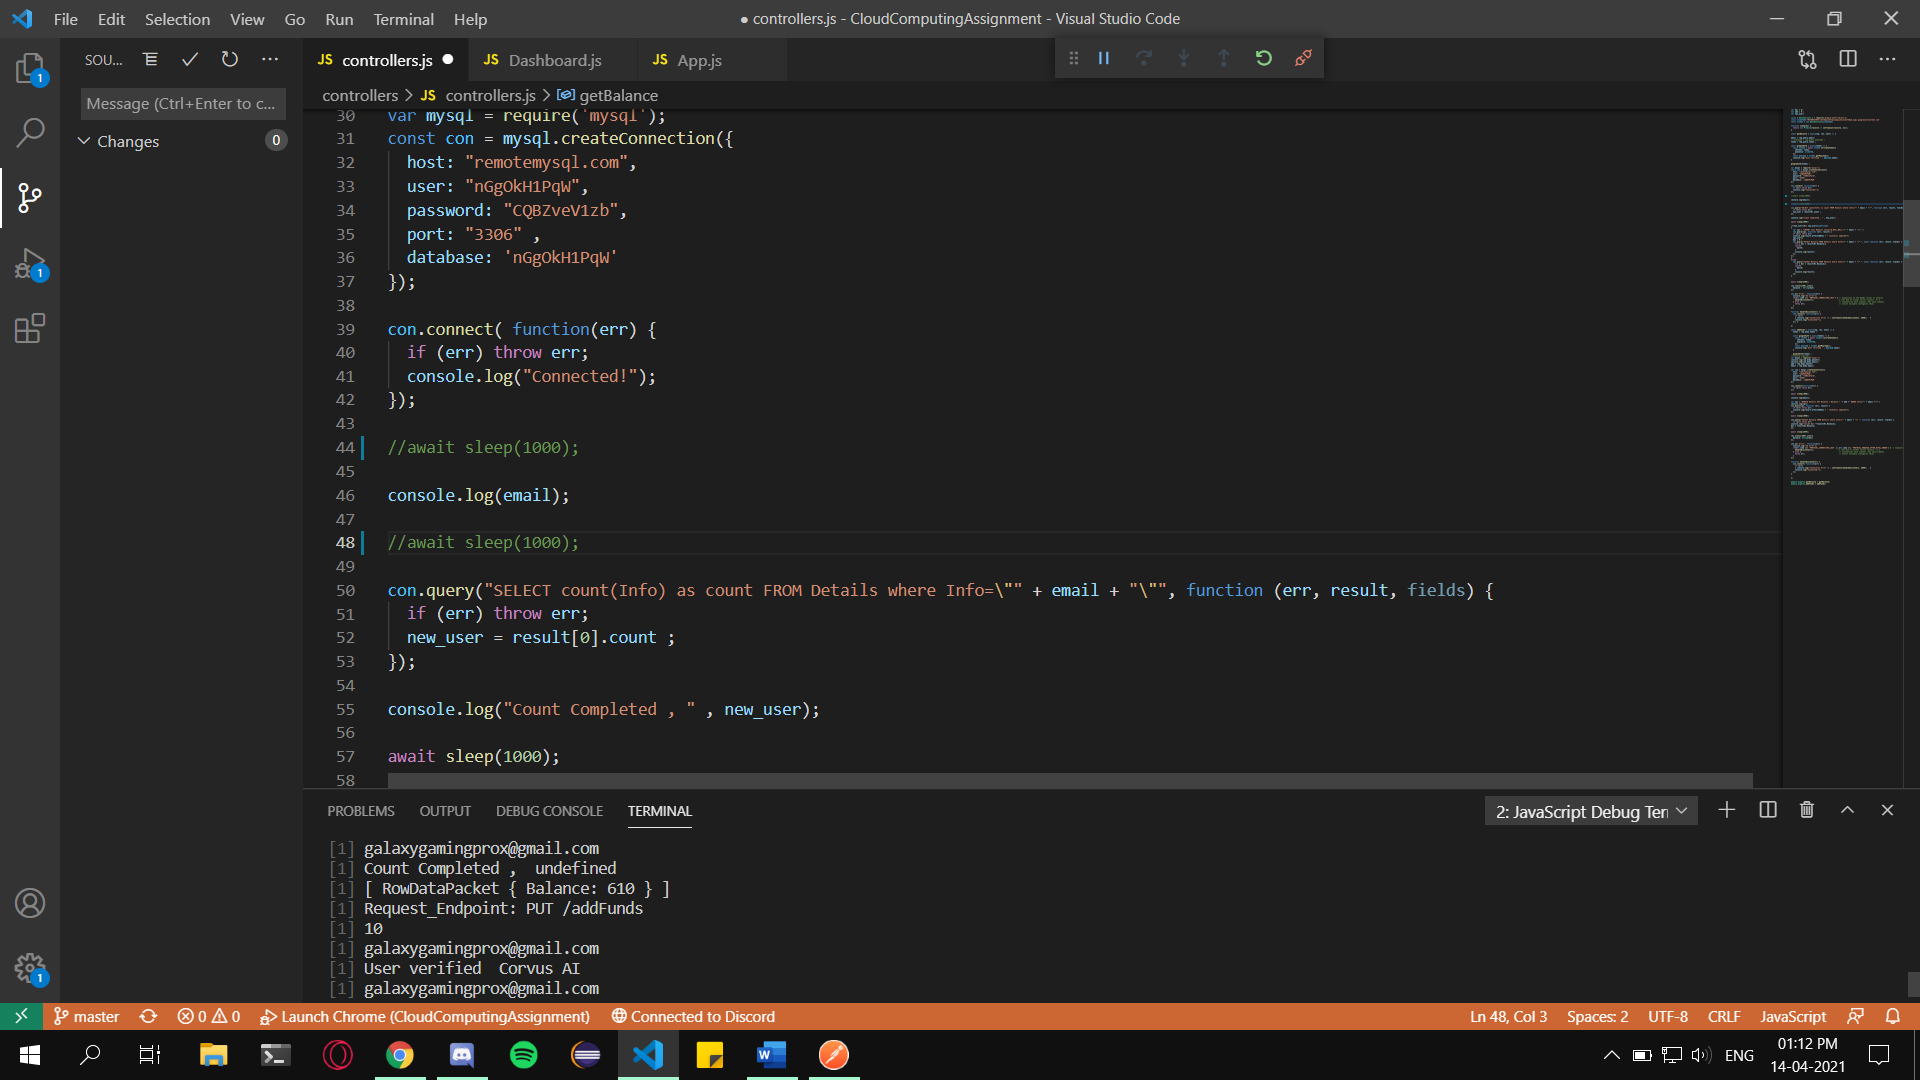 File Edit Selection View Go Run Terminal Help
● controllers.js - CloudComputingAssignment - Visual Studio Code
SOU...
JS controllers.js
JS Dashboard.js
JS App.js
Message (Ctrl+Enter to c...
controllers > JS controllers.js > getBalance
Changes 0
1
1
1
30 var mysql = require('mysql');
31 const con = mysql.createConnection({
32 host: "remotemysql.com",
33 user: "nGgOkH1PqW",
34 password: "CQBZveV1zb",
35 port: "3306" ,
36 database: 'nGgOkH1PqW'
37 });
38
39 con.connect( function(err) {
40 if (err) throw err;
41 console.log("Connected!");
42 });
43
44 //await sleep(1000);
45
46 console.log(email);
47
48 //await sleep(1000);
49
50 con.query("SELECT count(Info) as count FROM Details where Info=\"" + email + "\"", function (err, result, fields) {
51 if (err) throw err;
52 new_user = result[0].count ;
53 });
54
55 console.log("Count Completed , " , new_user);
56
57 await sleep(1000);
58
PROBLEMS OUTPUT DEBUG CONSOLE TERMINAL
2: JavaScript Debug Ter
[1] galaxygamingprox@gmail.com
[1] Count Completed ,  undefined
[1] [ RowDataPacket { Balance: 610 } ]
[1] Request_Endpoint: PUT /addFunds
[1] 10
[1] galaxygamingprox@gmail.com
[1] User verified  Corvus AI
[1] galaxygamingprox@gmail.com
master 0 0 Launch Chrome (CloudComputingAssignment) Connected to Discord
Ln 48, Col 3 Spaces: 2 UTF-8 CRLF JavaScript
ENG
01:12 PM
14-04-2021